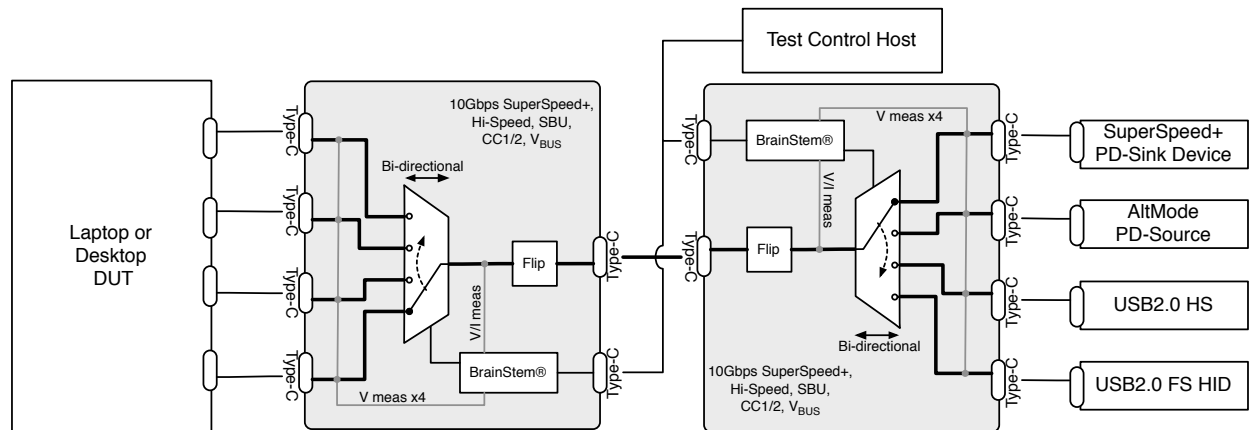 Test Control Host
Laptop or
Desktop
DUT
Type-C
Type-C
Type-C
Type-C
10Gbps SuperSpeed+,
Hi-Speed, SBU,
CC1/2, VBUS
Bi-directional
Flip
V/I meas
BrainStem®
V meas x4
Type-C
Type-C
Type-C
Type-C
V meas x4
BrainStem®
V/I meas
Flip
Bi-directional
10Gbps SuperSpeed+,
Hi-Speed, SBU,
CC1/2, VBUS
Type-C
Type-C
Type-C
Type-C
SuperSpeed+
PD-Sink Device
AltMode
PD-Source
USB2.0 HS
USB2.0 FS HID